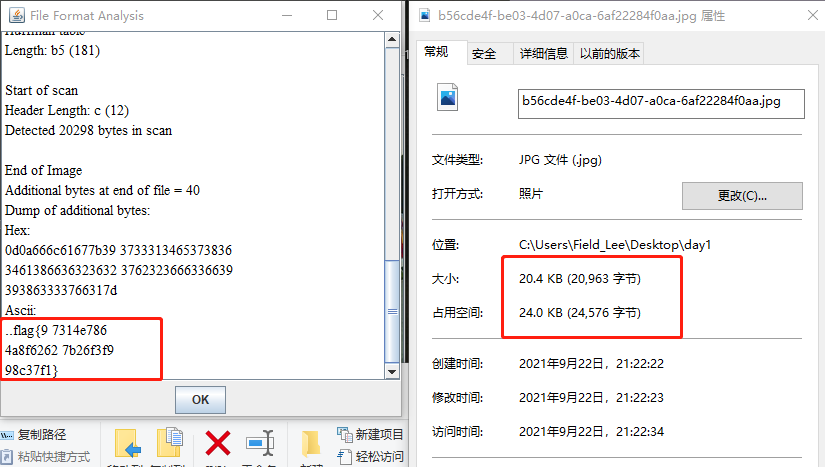 File Format Analysis
Huffman table
Length: b5 (181)
Start of scan
Header Length: c (12)
Detected 20298 bytes in scan
End of Image
Additional bytes at end of file = 40
Dump of additional bytes:
Hex:
0d0a666c61677b39 3733313465373836
3461386636323632 3762323666336639
393863333766317d
Ascii:
..flag{9 7314e786
4a8f6262 7b26f3f9
98c37f1}
OK
复制路径
粘贴快捷方式
新建项目
轻松访问
b56cde4f-be03-4d07-a0ca-6af22284f0aa.jpg 属性
常规 安全 详细信息 以前的版本
b56cde4f-be03-4d07-a0ca-6af22284f0aa.jpg
文件类型: JPG 文件 (.jpg)
打开方式: 照片 更改(C)...
位置: C:\Users\Field_Lee\Desktop\day1
大小: 20.4 KB (20,963 字节)
占用空间: 24.0 KB (24,576 字节)
创建时间: 2021年9月22日，21:22:22
修改时间: 2021年9月22日，21:22:23
访问时间: 2021年9月22日，21:22:34